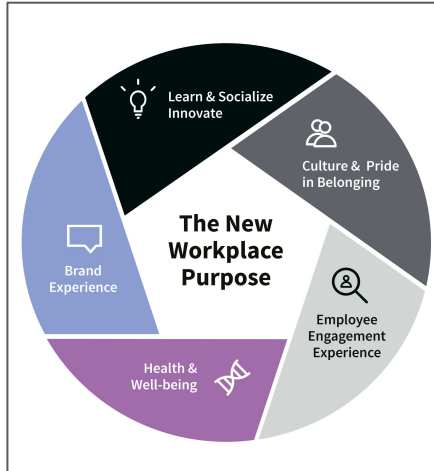 Learn & Socialize
Innovate
Culture & Pride
in Belonging
The New
Workplace
Purpose
Brand
Experience
Employee
Engagement
Experience
Health &
Well-being